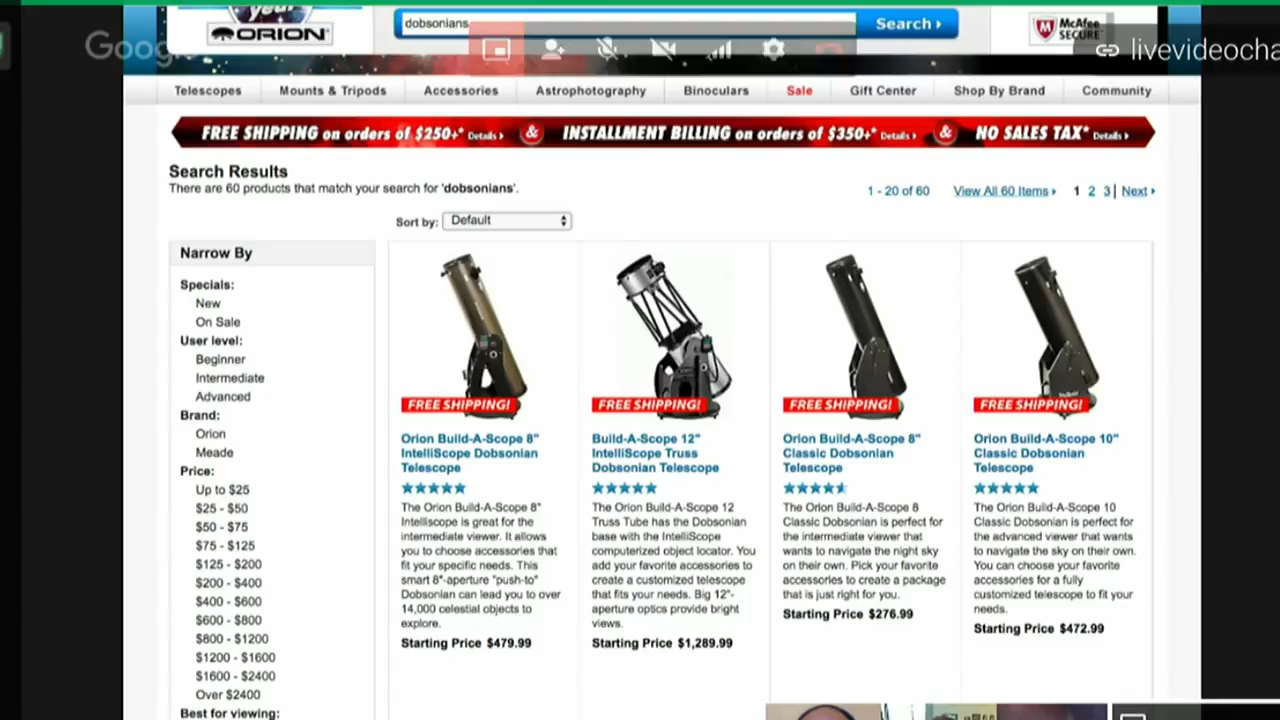 year
ORION
dobsonians
Search
McAfee
SECURE
Google
livevideocha
Telescopes
Mounts & Tripods
Accessories
Astrophotography
Binoculars
Sale
Gift Center
Shop By Brand
Community
FREE SHIPPING on orders of $250+* Details & INSTALLMENT BILLING on orders of $350+* Details & NO SALES TAX* Details
Search Results
There are 60 products that match your search for 'dobsonians'.
1 - 20 of 60 View All 60 Items 1 2 3 | Next
Sort by: Default
Narrow By
Specials:
New
On Sale
User level:
Beginner
Intermediate
Advanced
Brand:
Orion
Meade
Price:
Up to $25
$25 - $50
$50 - $75
$75 - $125
$125 - $200
$200 - $400
$400 - $600
$600 - $800
$800 - $1200
$1200 - $1600
$1600 - $2400
Over $2400
Best for viewing:
FREE SHIPPING!
Orion Build-A-Scope 8"
IntelliScope Dobsonian
Telescope
The Orion Build-A-Scope 8"
Intelliscope is great for the
intermediate viewer. It allows
you to choose accessories that
fit your specific needs. This
smart 8"-aperture "push-to"
Dobsonian can lead you to over
14,000 celestial objects to
explore.
Starting Price $479.99
FREE SHIPPING!
Build-A-Scope 12"
IntelliScope Truss
Dobsonian Telescope
The Orion Build-A-Scope 12
Truss Tube has the Dobsonian
base with the IntelliScope
computerized object locator. You
add your favorite accessories to
create a customized telescope
that fits your needs. Big 12"-
aperture optics provide bright
views.
Starting Price $1,289.99
FREE SHIPPING!
Orion Build-A-Scope 8"
Classic Dobsonian
Telescope
The Orion Build-A-Scope 8
Classic Dobsonian is perfect for
the intermediate viewer that
wants to navigate the night sky
on their own. Pick your favorite
accessories to create a package
that is just right for you.
Starting Price $276.99
FREE SHIPPING!
Orion Build-A-Scope 10"
Classic Dobsonian
Telescope
The Orion Build-A-Scope 10
Classic Dobsonian is perfect for
the advanced viewer that wants
to navigate the sky on their own.
You can choose your favorite
accessories for a fully
customized telescope to fit your
needs.
Starting Price $472.99